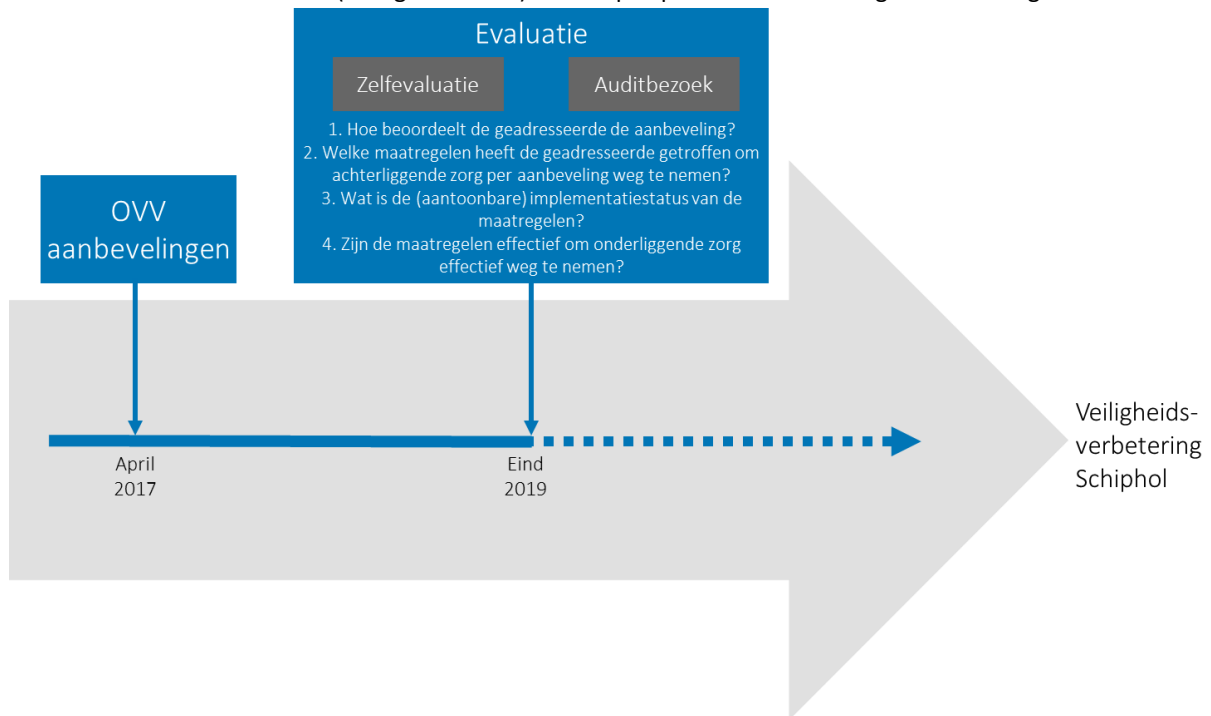 Evaluatie
Zelfevaluatie
Auditbezoek
1. Hoe beoordeelt de geadresseerde de aanbeveling?
2. Welke maatregelen heeft de geadresseerde getroffen om
achterliggende zorg per aanbeveling weg te nemen?
3. Wat is de (aantoonbare) implementatiestatus van de
maatregelen?
4. Zijn de maatregelen effectief om onderliggende zorg
effectief weg te nemen?
OVV
aanbevelingen
April
2017
Eind
2019
Veiligheids-
verbetering
Schiphol